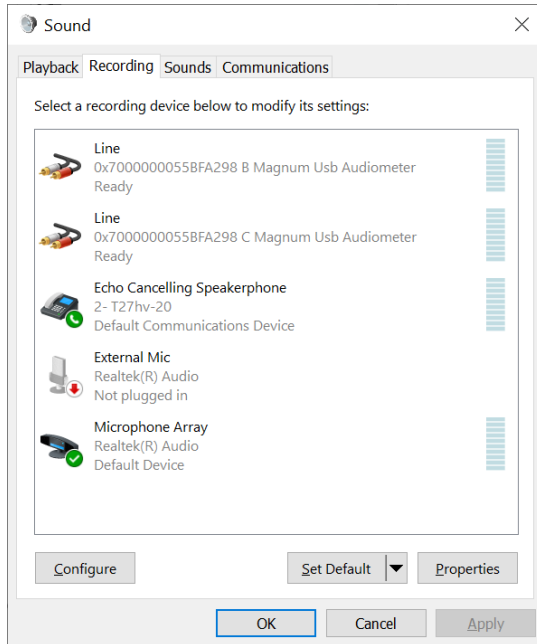 Sound
Playback Recording Sounds Communications
Select a recording device below to modify its settings:
Line
0x7000000055BFA298 B Magnum Usb Audiometer
Ready
Line
0x7000000055BFA298 C Magnum Usb Audiometer
Ready
Echo Cancelling Speakerphone
2- T27hv-20
Default Communications Device
External Mic
Realtek(R) Audio
Not plugged in
Microphone Array
Realtek(R) Audio
Default Device
Configure Set Default Properties
OK Cancel Apply